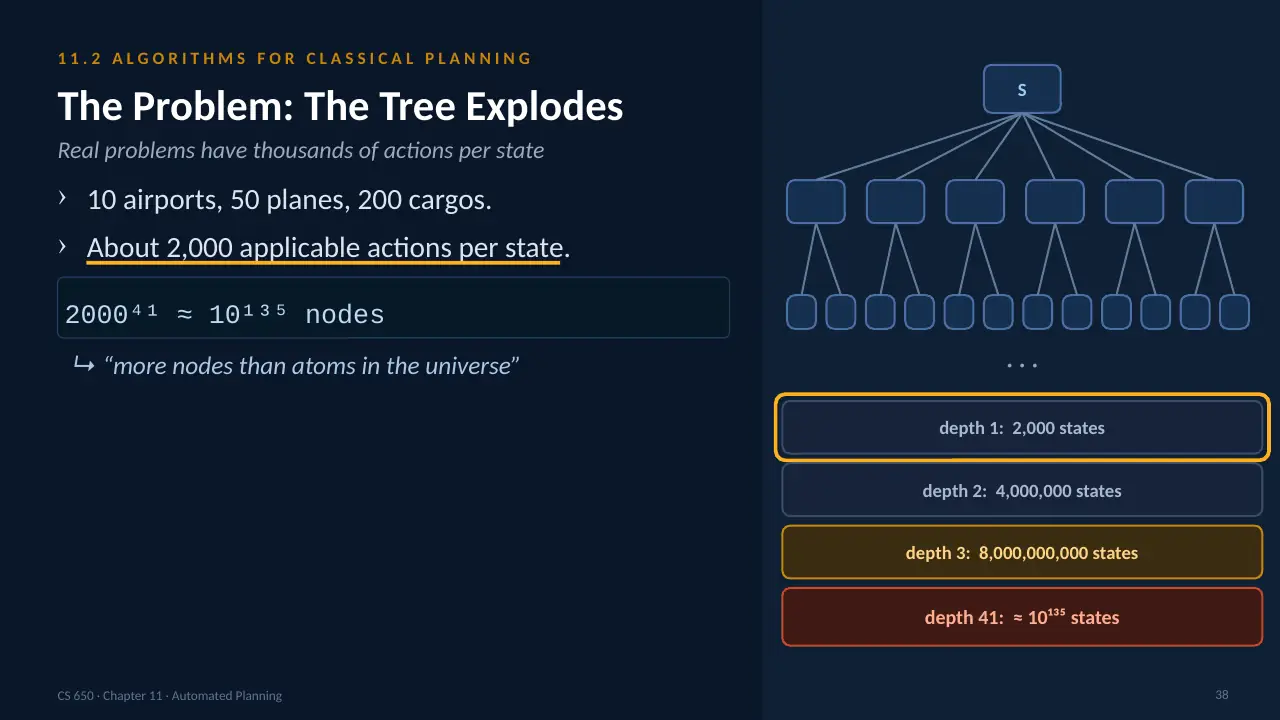 11.2 ALGORITHMS FOR CLASSICAL PLANNING
The Problem: The Tree Explodes
Real problems have thousands of actions per state
› 10 airports, 50 planes, 200 cargos.
› About 2,000 applicable actions per state.
2000⁴¹ ≈ 10¹³⁵ nodes
↪ “more nodes than atoms in the universe”
S
. . .
depth 1: 2,000 states
depth 2: 4,000,000 states
depth 3: 8,000,000,000 states
depth 41: ≈ 10¹³⁵ states
CS 650 · Chapter 11 · Automated Planning
38